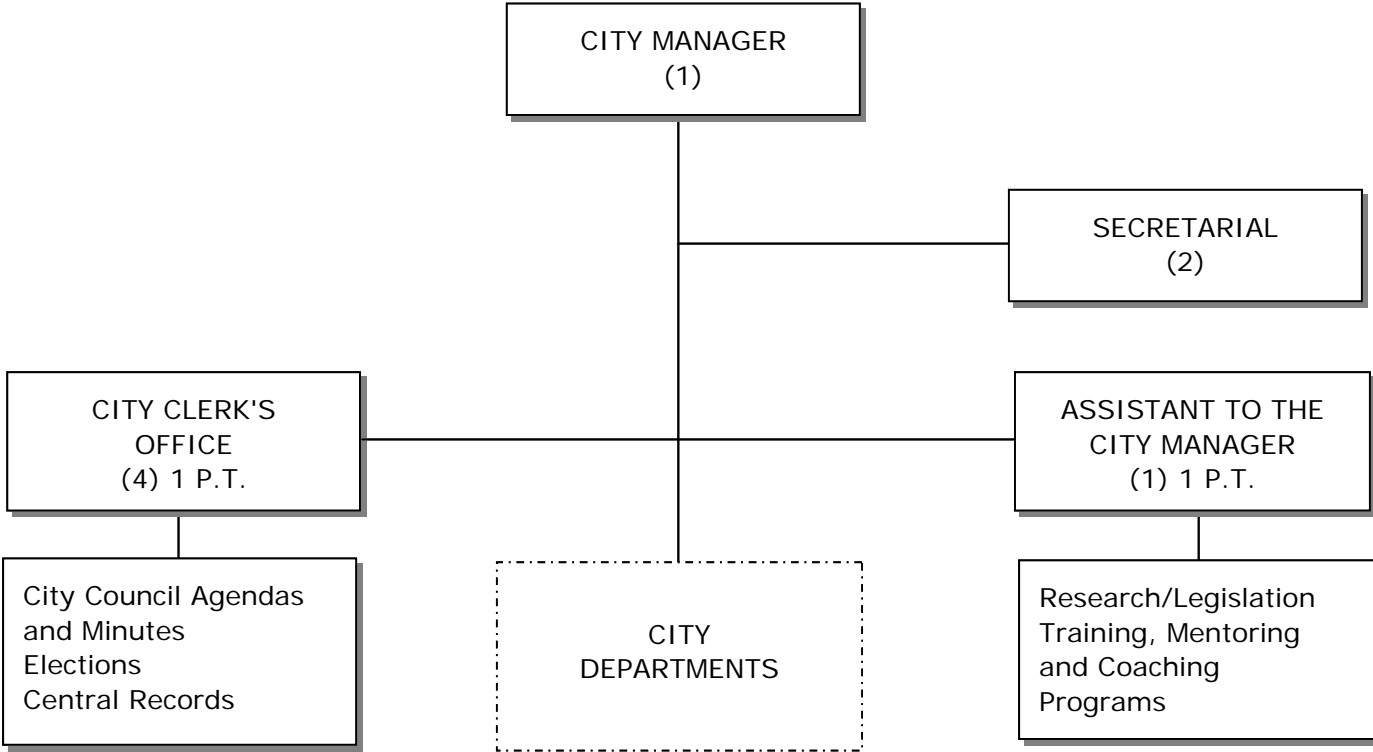 CITY MANAGER
(1)
SECRETARIAL
(2)
CITY CLERK'S
OFFICE
(4) 1 P.T.
ASSISTANT TO THE
CITY MANAGER
(1) 1 P.T.
City Council Agendas
and Minutes
Elections
Central Records
CITY
DEPARTMENTS
Research/Legislation
Training, Mentoring
and Coaching
Programs